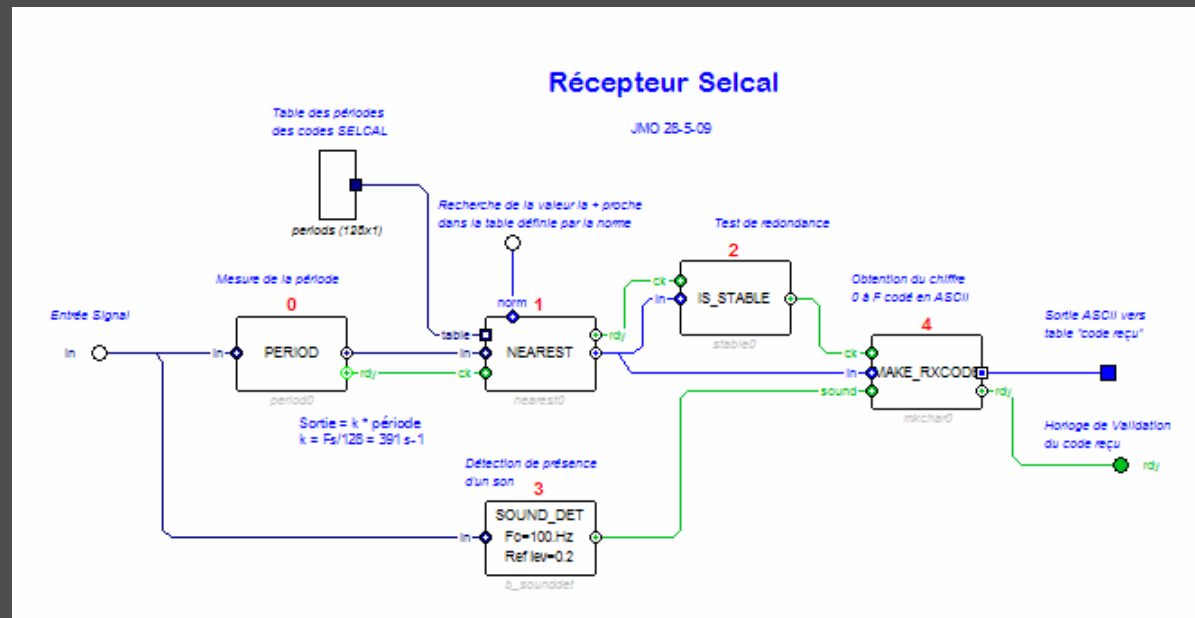 Récepteur Selcal
JMO 28-5-09
Table des périodes
des codes SELCAL
periods (128x1)
Recherche de la valeur la + proche
dans la table définie par la norme
Test de redondance
Mesure de la période
Entrée Signal
Obtention du chiffre
0 à F codé en ASCII
Sortie ASCII vers
table "code reçu"
in
0
in
PERIOD
rdy
period0
Sortie = k * période
k = Fs/128 = 391 s-1
norm
1
table
in
ck
NEAREST
rdy
nearest0
2
ck
in
IS_STABLE
stable0
4
ck
in
sound
MAKE_RXCODE
rdy
mkchar0
Horloge de Validation
du code reçu
rdy
Détection de présence
d'un son
3
in
SOUND_DET
Fc=100.Hz
Ref lev=0.2
b_sounddet